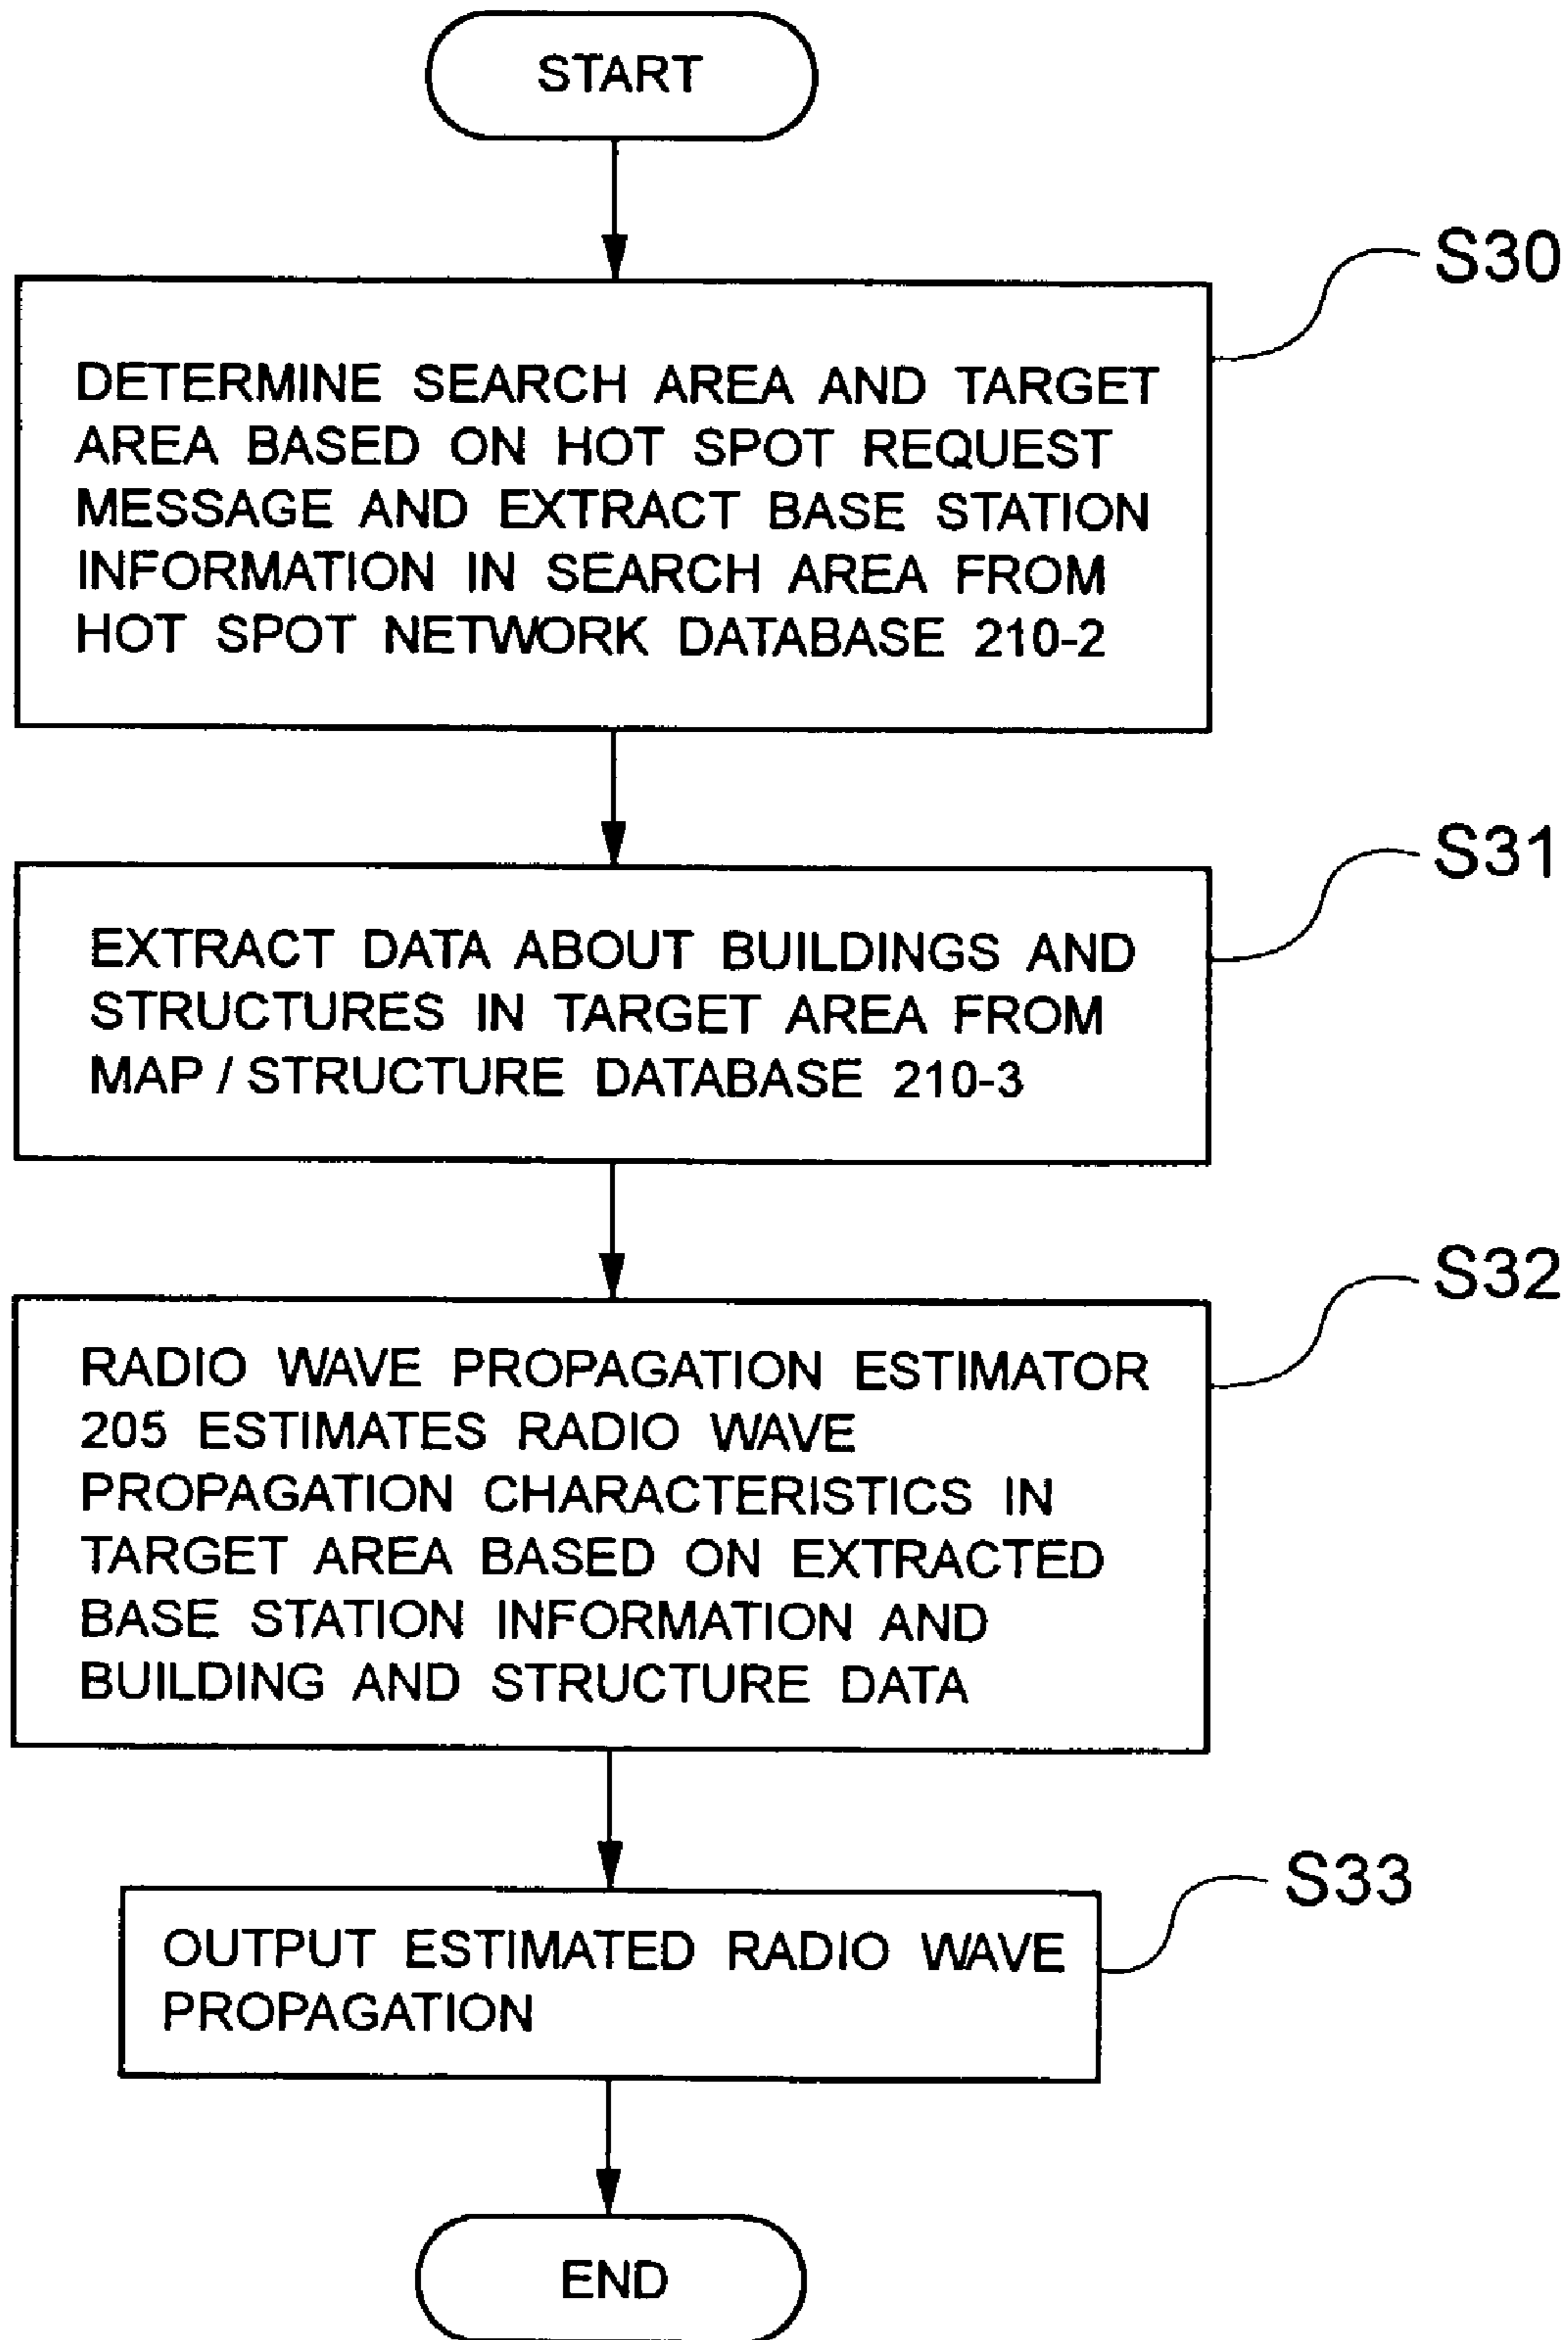 START
S30
DETERMINE SEARCH AREA AND TARGET
AREA BASED ON HOT SPOT REQUEST
MESSAGE AND EXTRACT BASE STATION
INFORMATION IN SEARCH AREA FROM
HOT SPOT NETWORK DATABASE 210-2
S31
EXTRACT DATA ABOUT BUILDINGS AND
STRUCTURES IN TARGET AREA FROM
MAP / STRUCTURE DATABASE 210-3
S32
RADIO WAVE PROPAGATION ESTIMATOR
205 ESTIMATES RADIO WAVE
PROPAGATION CHARACTERISTICS IN
TARGET AREA BASED ON EXTRACTED
BASE STATION INFORMATION AND
BUILDING AND STRUCTURE DATA
S33
OUTPUT ESTIMATED RADIO WAVE
PROPAGATION
END